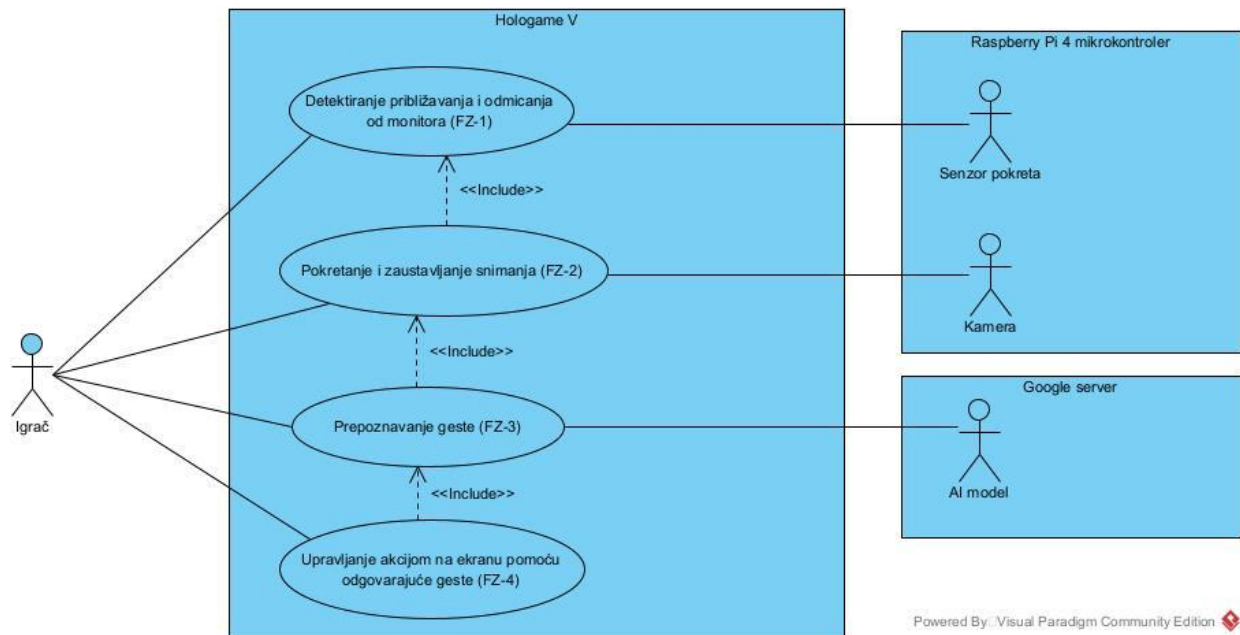 Hologame V
Raspberry Pi 4 mikrokontroler
Detektiranje približavanja i odmicanja
od monitora (FZ-1)
Senzor pokreta
<<Include>>
Pokretanje i zaustavljanje snimanja (FZ-2)
Kamera
<<Include>>
Igrač
Google server
Prepoznavanje geste (FZ-3)
AI model
<<Include>>
Upravljanje akcijom na ekranu pomoću
odgovarajuće geste (FZ-4)
Powered By Visual Paradigm Community Edition